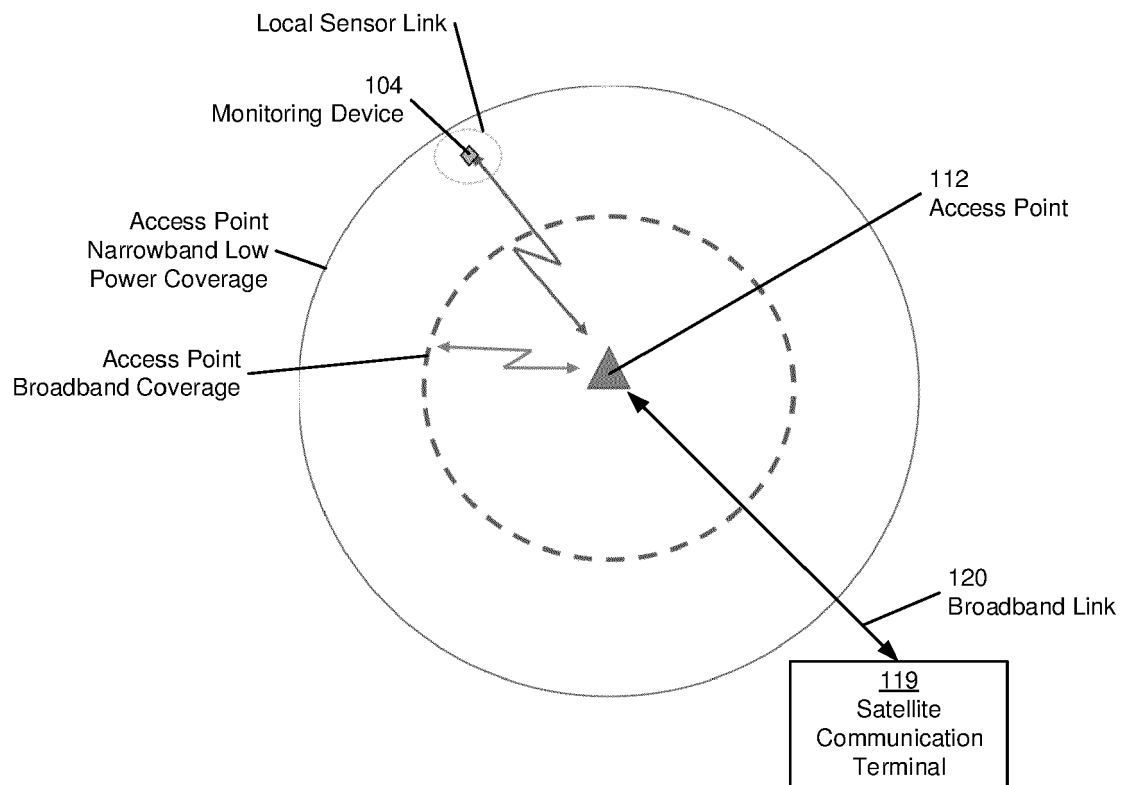 Local Sensor Link
104
Monitoring Device
112
Access Point
Access Point
Narrowband Low
Power Coverage
Access Point
Broadband Coverage
120
Broadband Link
119
Satellite
Communication
Terminal